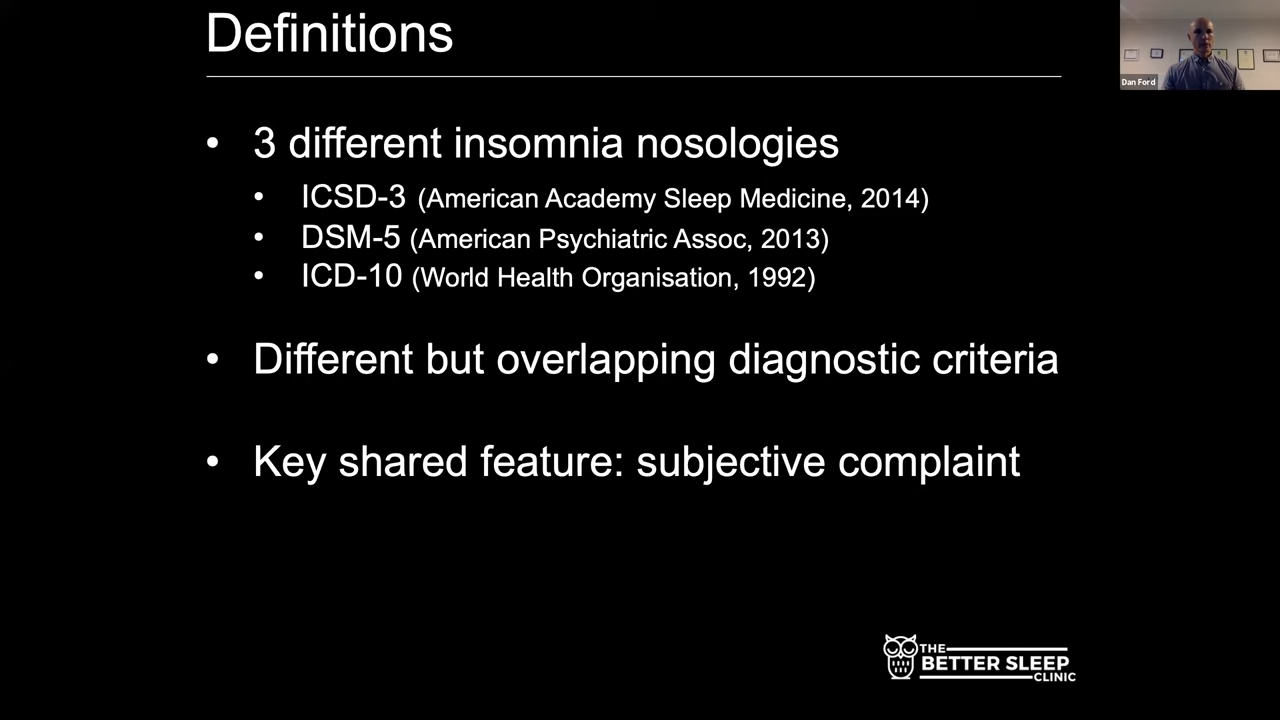 Definitions
Dan Ford
• 3 different insomnia nosologies
• ICSD-3 (American Academy Sleep Medicine, 2014)
• DSM-5 (American Psychiatric Assoc, 2013)
• ICD-10 (World Health Organisation, 1992)
• Different but overlapping diagnostic criteria
• Key shared feature: subjective complaint
THE
BETTER SLEEP
CLINIC